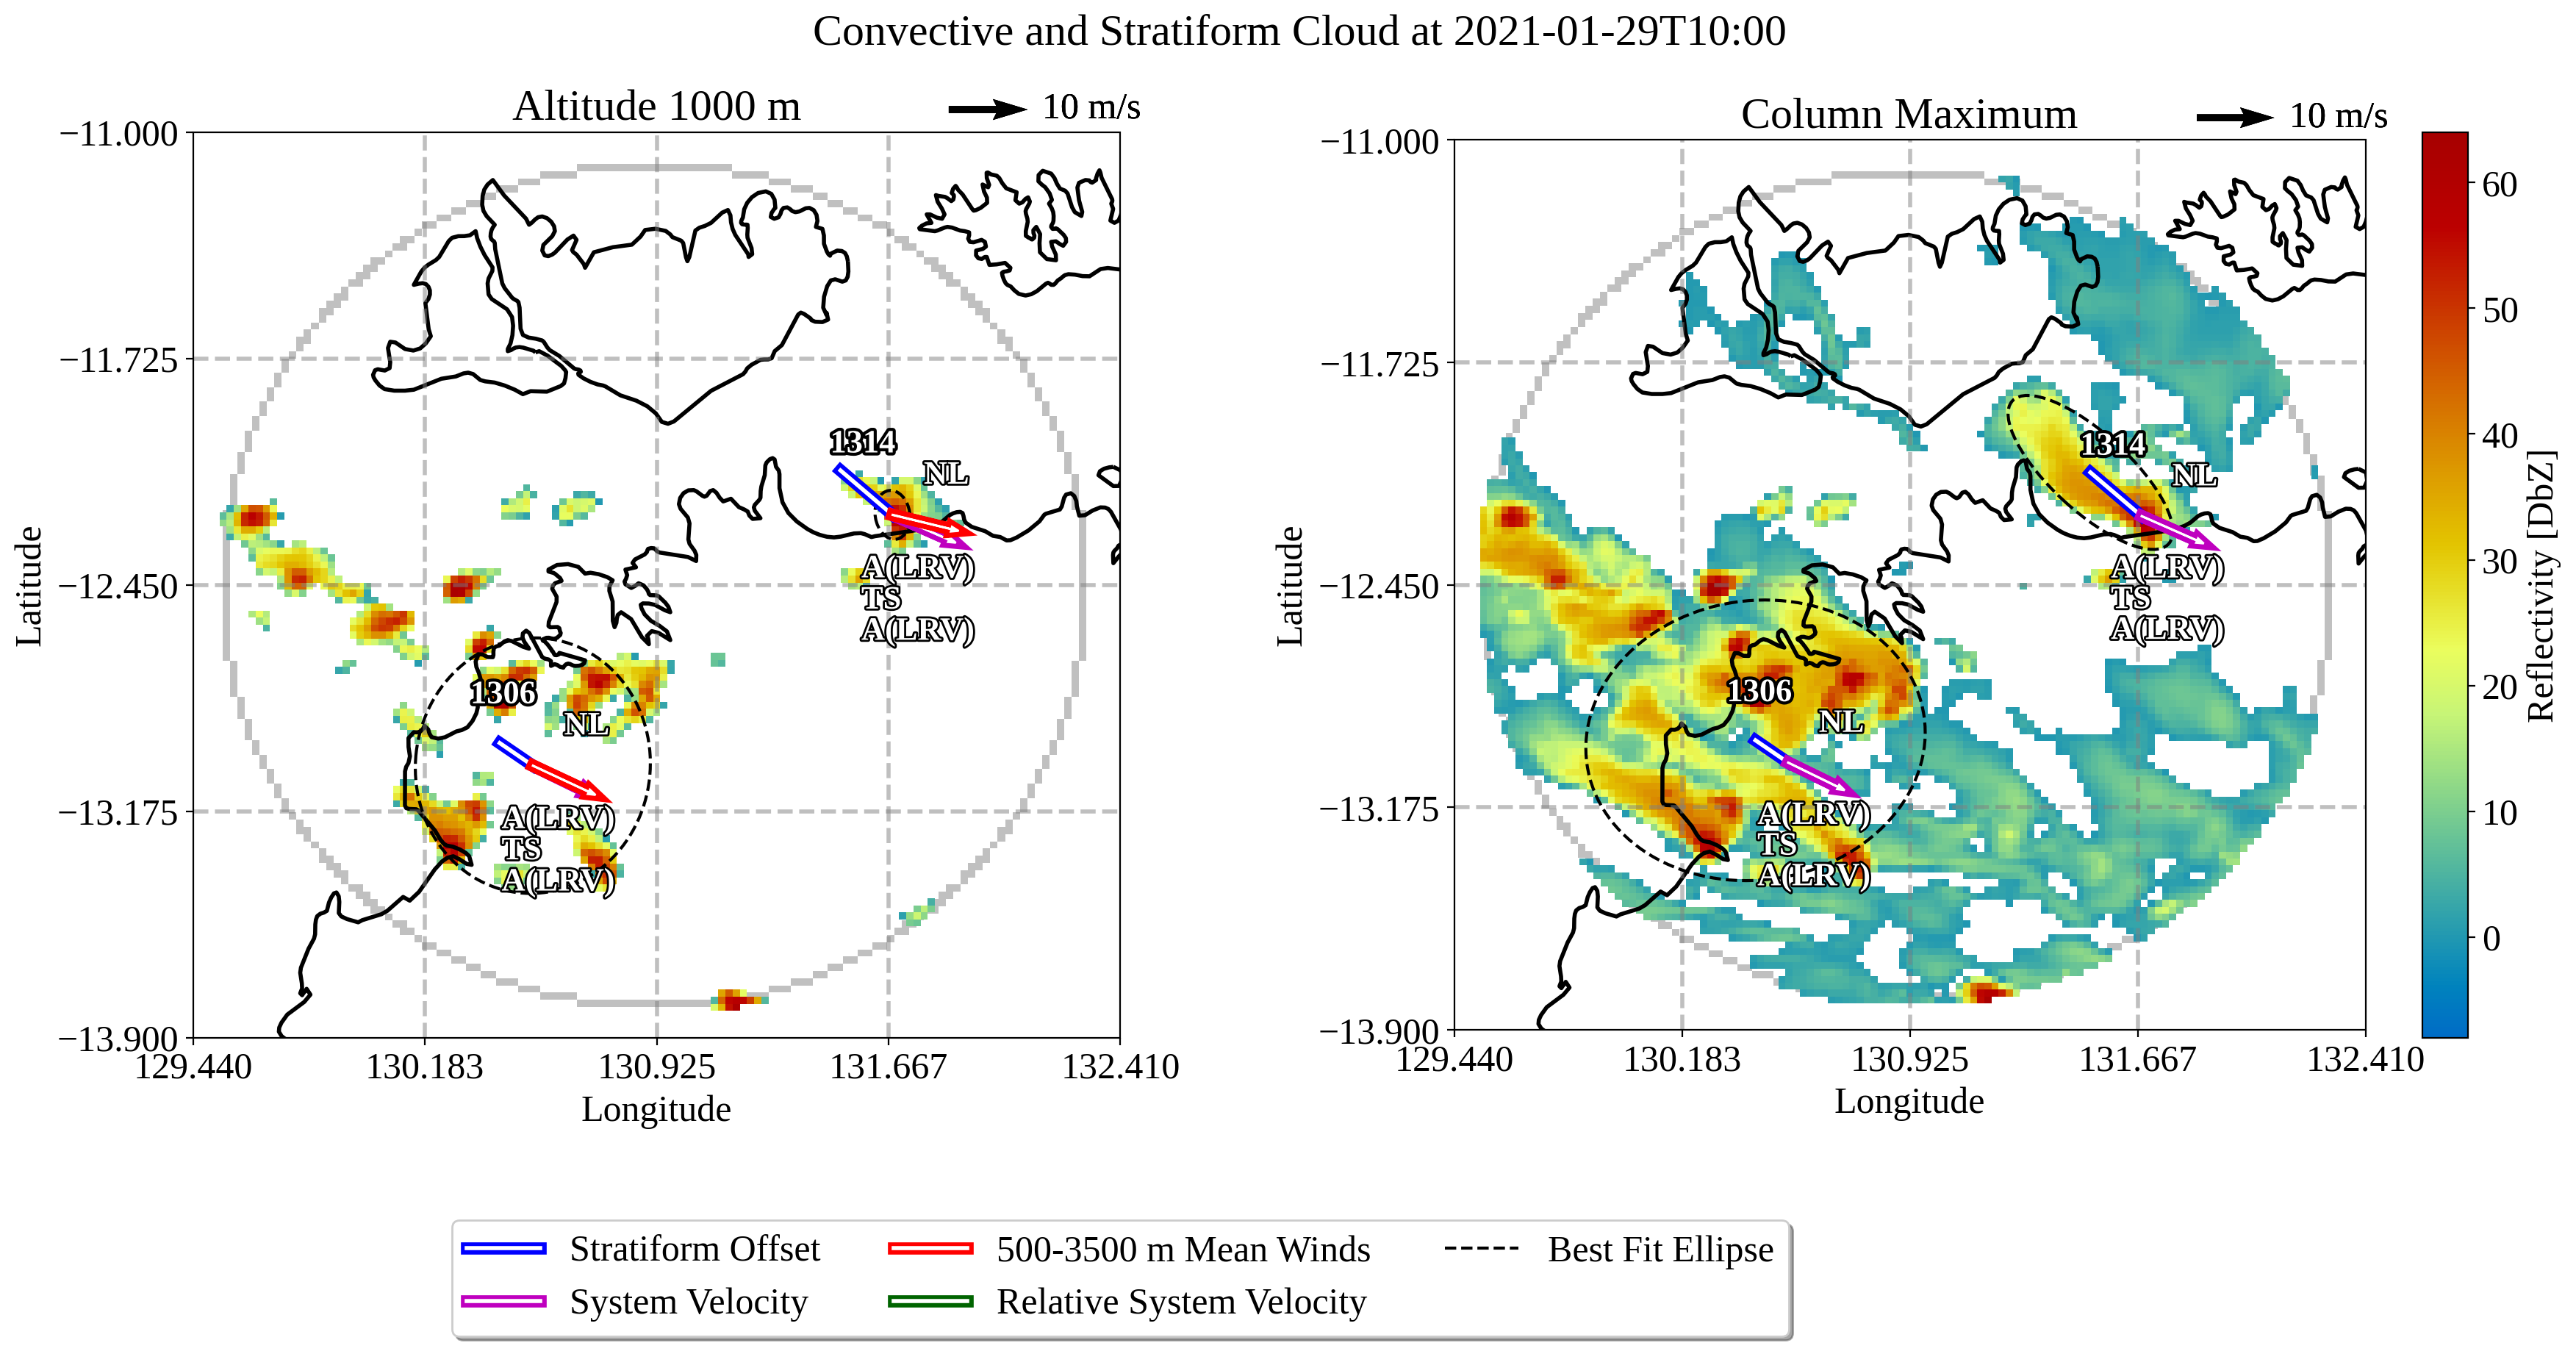 Convective and Stratiform Cloud at 2021-01-29T10:00
Altitude 1000 m
10 m/s
−11.000
−11.725
−12.450
−13.175
−13.900
Latitude
129.440
130.183
130.925
131.667
132.410
Longitude
1314
NL
A(LRV)
TS
A(LRV)
1306
NL
A(LRV)
TS
A(LRV)
Column Maximum
10 m/s
−11.000
−11.725
−12.450
−13.175
−13.900
Latitude
129.440
130.183
130.925
131.667
132.410
Longitude
1314
NL
A(LRV)
TS
A(LRV)
1306
NL
A(LRV)
TS
A(LRV)
60
50
40
30
20
10
0
Reflectivity [DbZ]
Stratiform Offset
System Velocity
500-3500 m Mean Winds
Relative System Velocity
Best Fit Ellipse